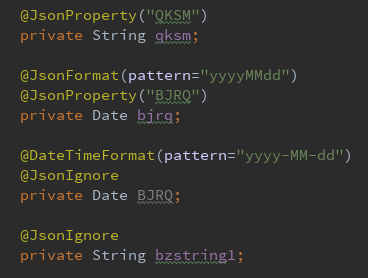 @JsonProperty("QKSM")
private String qksm;
@JsonFormat(pattern="yyyyMMdd")
@JsonProperty("BJRQ")
private Date bjrq;
@DateTimeFormat(pattern="yyyy-MM-dd")
@JsonIgnore
private Date BJRQ;
@JsonIgnore
private String bzstring1;